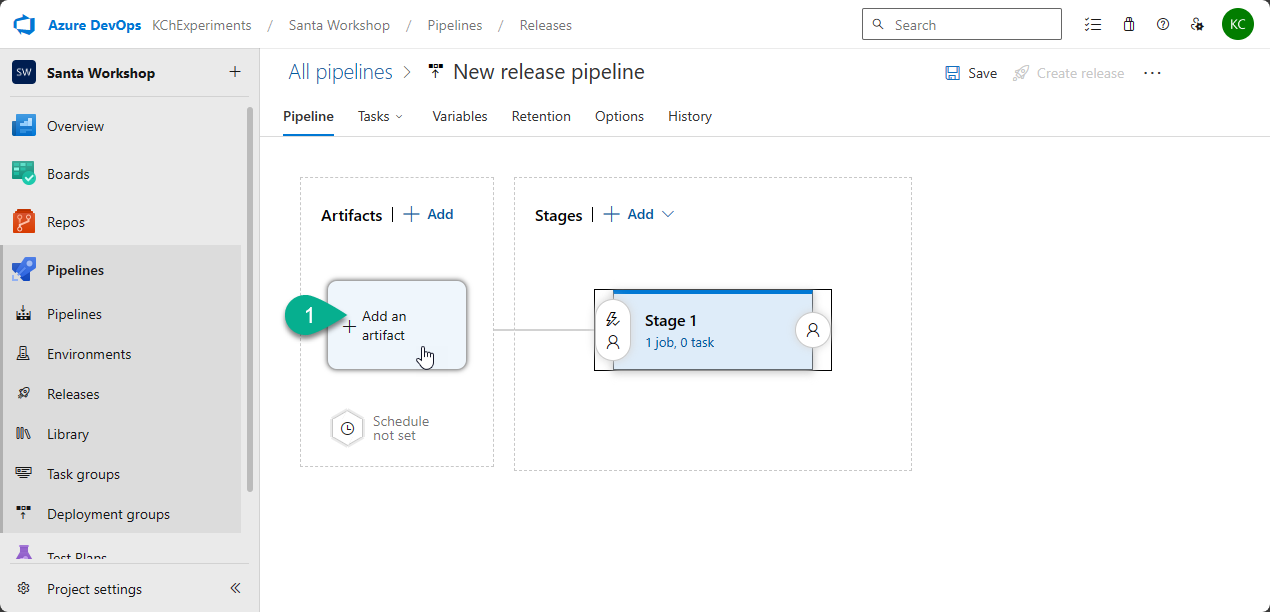 Azure DevOps KChExperiments / Santa Workshop / Pipelines / Releases
Search
KC
SW Santa Workshop +
All pipelines > New release pipeline
Save Create release ...
Pipeline Tasks Variables Retention Options History
Overview
Boards
Repos
Pipelines
Pipelines
Environments
Releases
Library
Task groups
Deployment groups
Test Plans
Project settings
Artifacts | + Add
1
+ Add an
artifact
Schedule
not set
Stages | + Add
Stage 1
1 job, 0 task